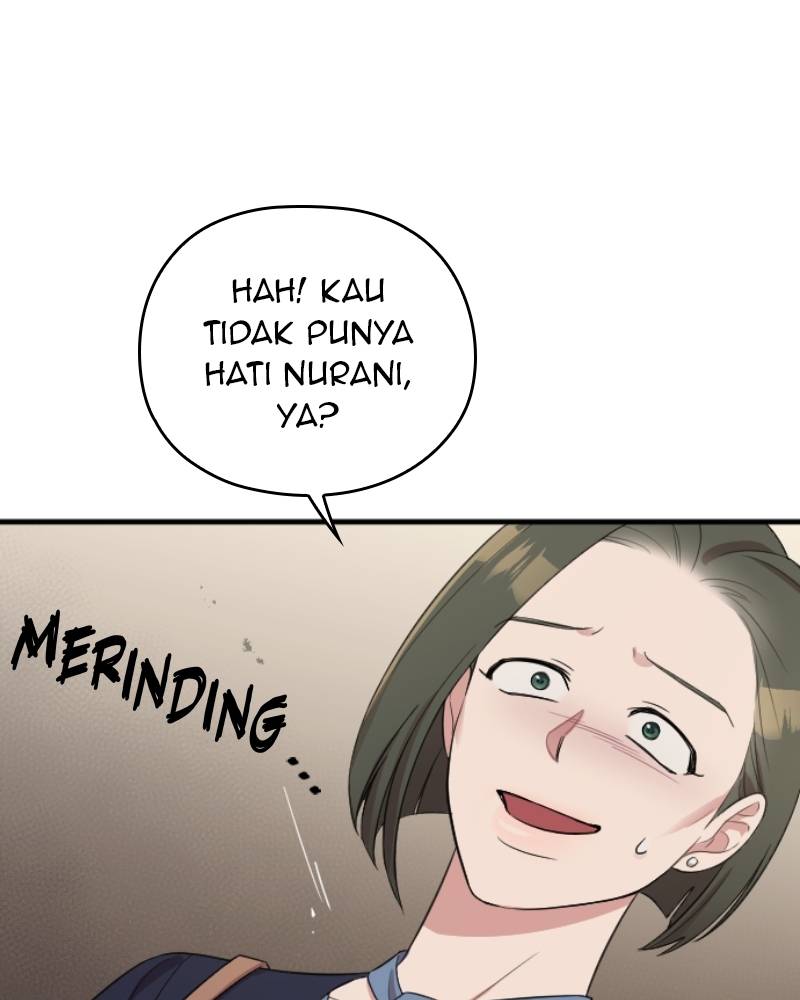 HAH! KAU
TIDAK PUNYA
HATI NURANI,
YA?
MERINDING...